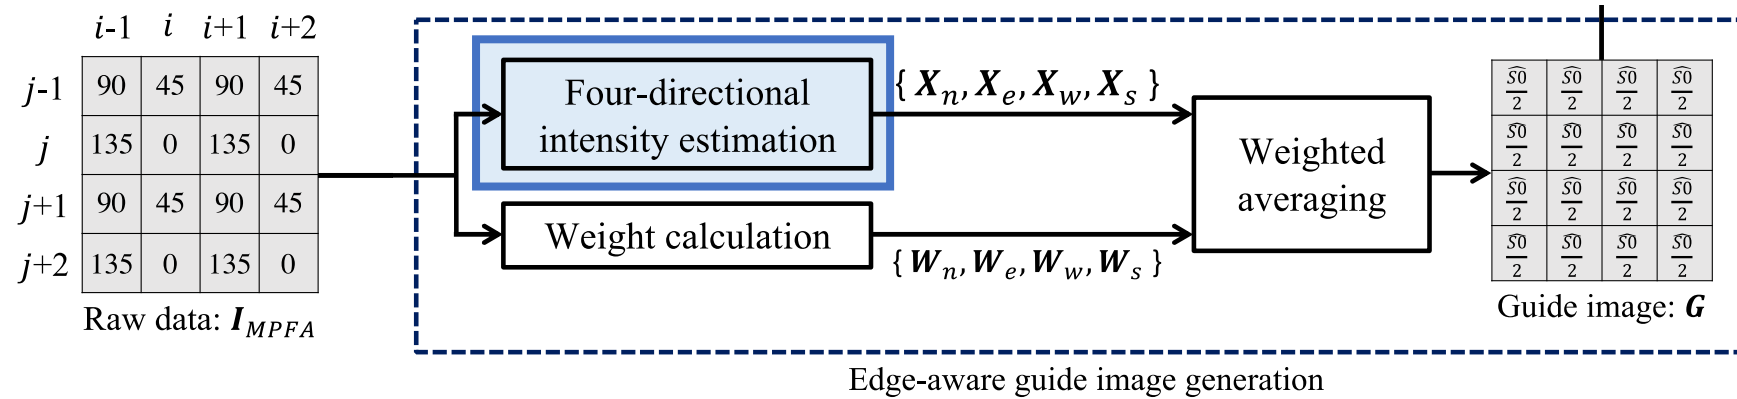 i-1 i i+1 i+2
j-1 90 45 90 45
j 135 0 135 0
j+1 90 45 90 45
j+2 135 0 135 0
Raw data: I_MPFA
Four-directional
intensity estimation
Weight calculation
{ X_n, X_e, X_w, X_s }
{ W_n, W_e, W_w, W_s }
Weighted
averaging
Ŝ0/2 Ŝ0/2 Ŝ0/2 Ŝ0/2
Ŝ0/2 Ŝ0/2 Ŝ0/2 Ŝ0/2
Ŝ0/2 Ŝ0/2 Ŝ0/2 Ŝ0/2
Ŝ0/2 Ŝ0/2 Ŝ0/2 Ŝ0/2
Guide image: G
Edge-aware guide image generation